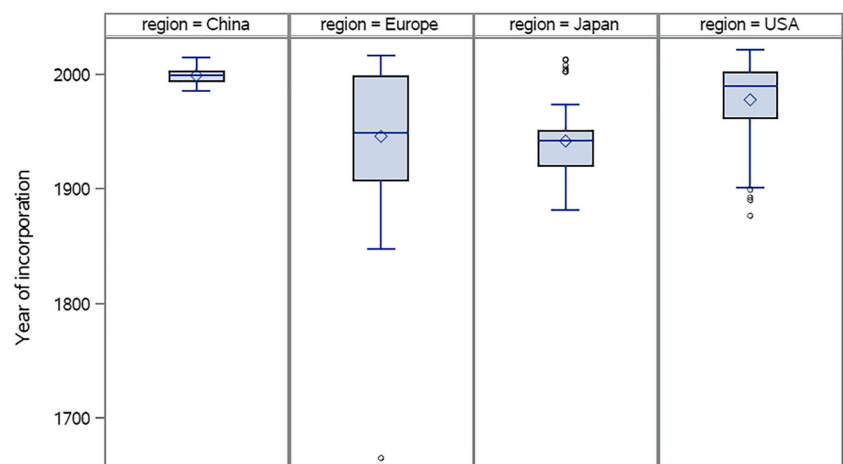 region = China region = Europe region = Japan region = USA
Year of incorporation
2000
1900
1800
1700